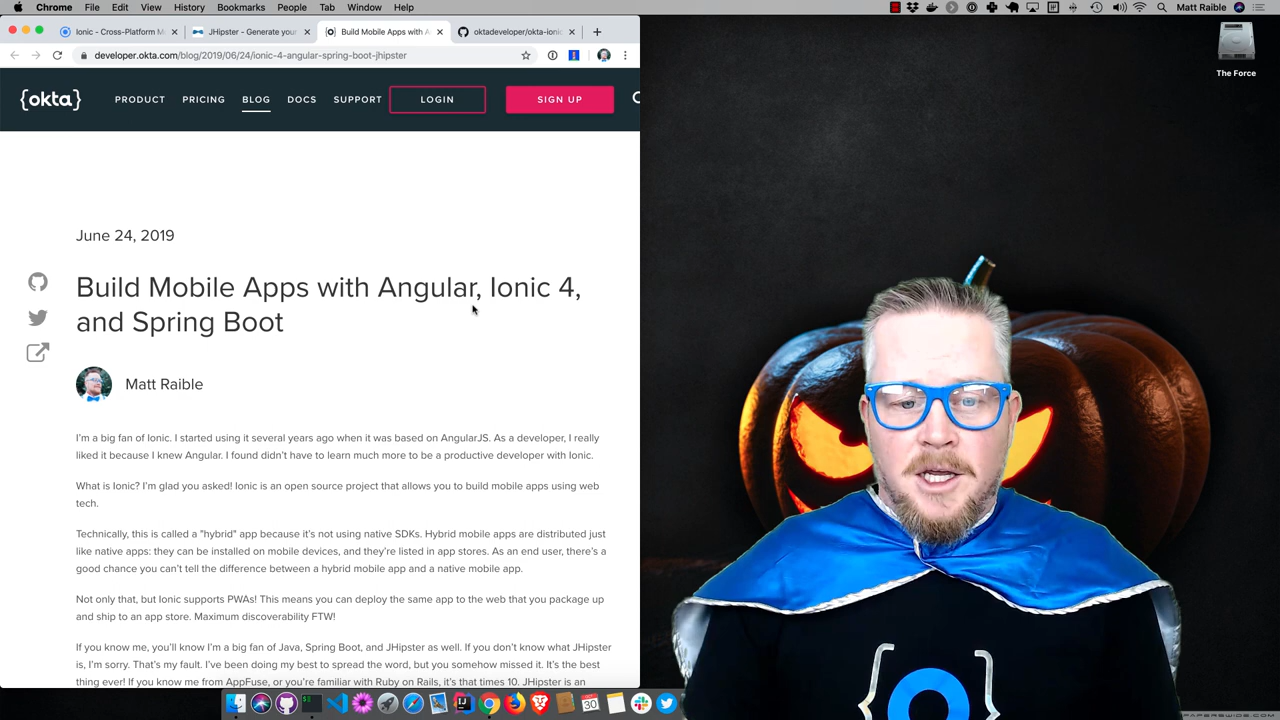 Chrome File Edit View History Bookmarks People Tab Window Help Matt Raible
Ionic - Cross-Platform M
JHipster - Generate your
Build Mobile Apps with A
oktadeveloper/okta-ionic
developer.okta.com/blog/2019/06/24/ionic-4-angular-spring-boot-jhipster
The Force
{okta} PRODUCT PRICING BLOG DOCS SUPPORT LOGIN SIGN UP
June 24, 2019
Build Mobile Apps with Angular, Ionic 4,
and Spring Boot
Matt Raible
I'm a big fan of Ionic. I started using it several years ago when it was based on AngularJS. As a developer, I really
liked it because I knew Angular. I found didn't have to learn much more to be a productive developer with Ionic.
What is Ionic? I'm glad you asked! Ionic is an open source project that allows you to build mobile apps using web
tech.
Technically, this is called a "hybrid" app because it's not using native SDKs. Hybrid mobile apps are distributed just
like native apps: they can be installed on mobile devices, and they're listed in app stores. As an end user, there's a
good chance you can't tell the difference between a hybrid mobile app and a native mobile app.
Not only that, but Ionic supports PWAs! This means you can deploy the same app to the web that you package up
and ship to an app store. Maximum discoverability FTW!
If you know me, you'll know I'm a big fan of Java, Spring Boot, and JHipster as well. If you don't know what JHipster
is, I'm sorry. That's my fault. I've been doing my best to spread the word, but you somehow missed it. It's the best
thing ever! If you know me from AppFuse, or you're familiar with Ruby on Rails, it's that times 10. JHipster is an
OCT
30